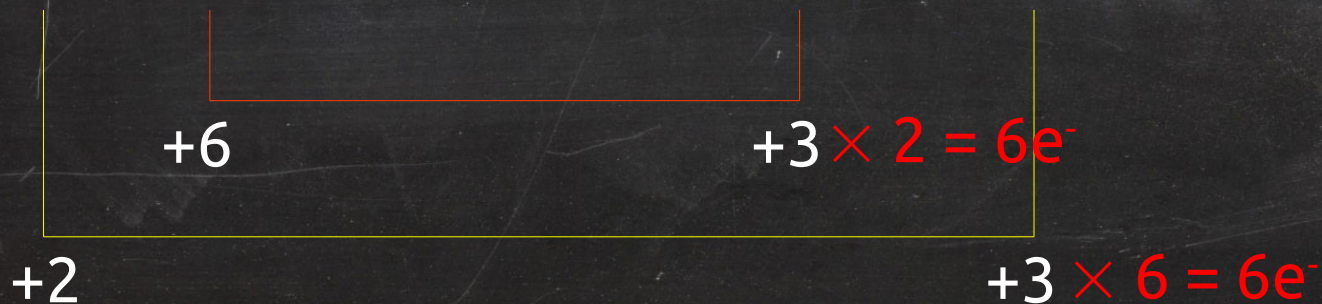 +6 +3 × 2 = 6e⁻
+2 +3 × 6 = 6e⁻